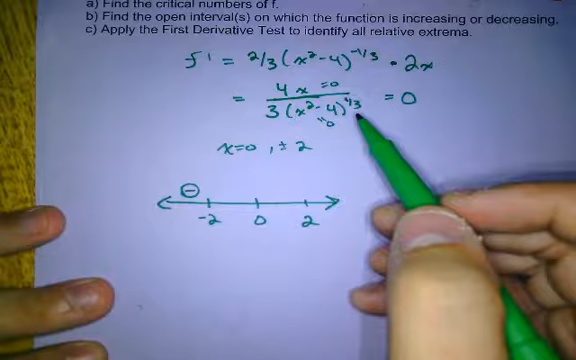 a) Find the critical numbers of f.
b) Find the open interval(s) on which the function is increasing or decreasing.
c) Apply the First Derivative Test to identify all relative extrema.
f' = 2/3 (x²-4)^-1/3 • 2x
= 4x =0 / 3(x²-4)^1/3 = 0
"0
x=0, ± 2
⊖
-2 0 2